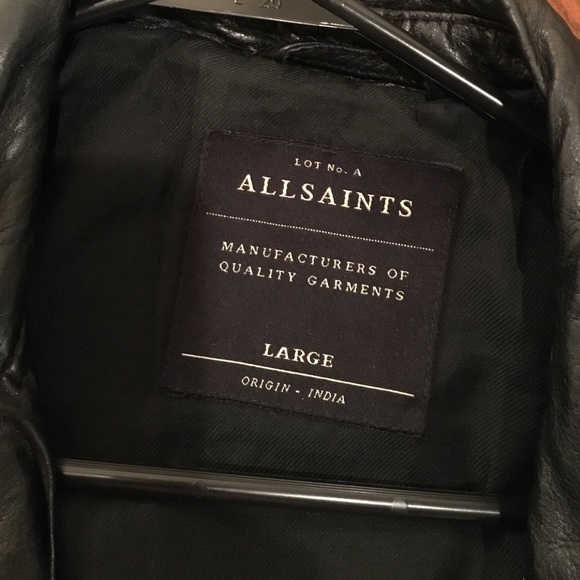 LOT No. A
ALLSAINTS
MANUFACTURERS OF
QUALITY GARMENTS
LARGE
ORIGIN - INDIA